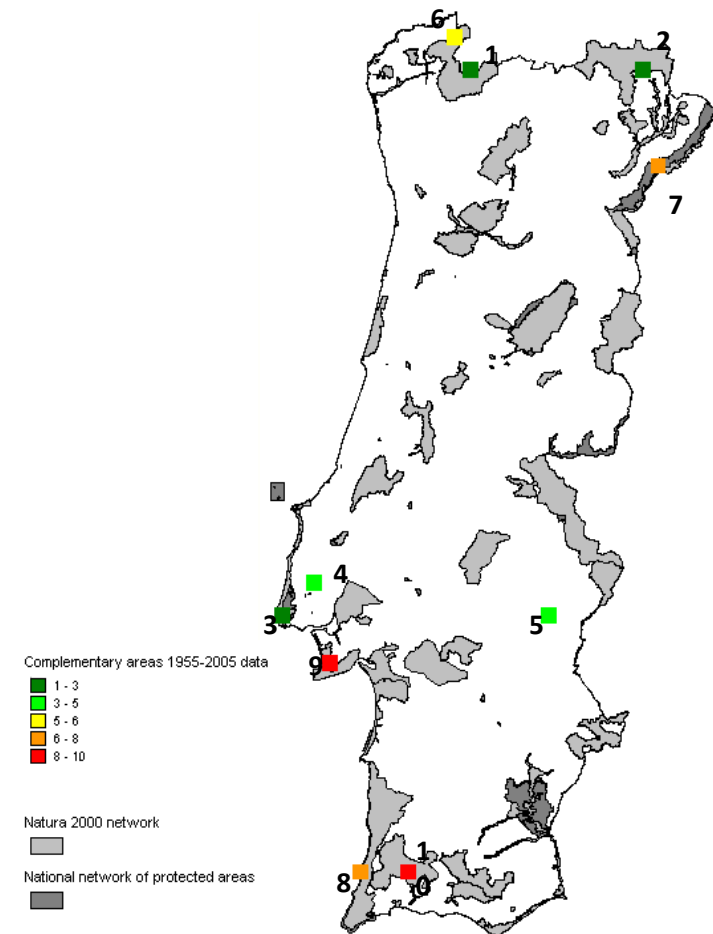 6
1
2
7
4
3
5
9
Complementary areas 1955-2005 data
1 - 3
3 - 5
5 - 6
6 - 8
8 - 10
Natura 2000 network
National network of protected areas
8
1
0